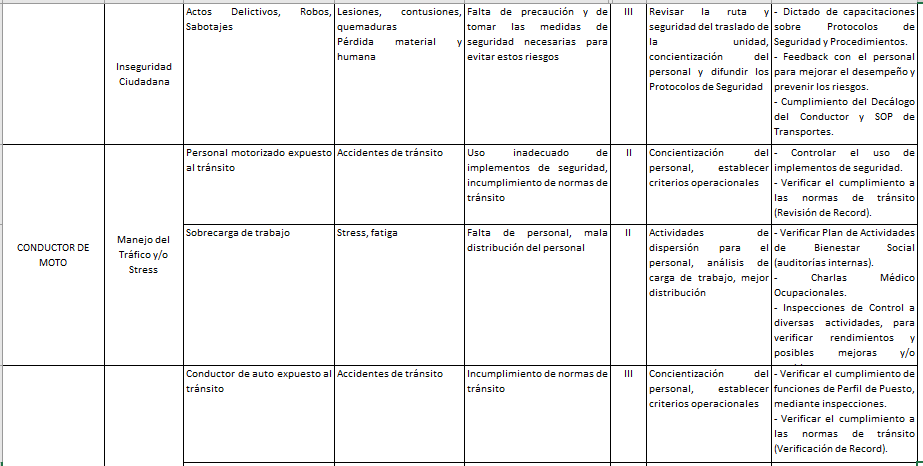 Inseguridad
Ciudadana
Actos Delictivos, Robos,
Sabotajes
Lesiones, contusiones,
quemaduras
Pérdida material y
humana
Falta de precaución y de
tomar las medidas de
seguridad necesarias para
evitar estos riesgos
III
Revisar la ruta y
seguridad del traslado de
la unidad,
concientización del
personal y difundir los
Protocolos de Seguridad
- Dictado de capacitaciones
sobre Protocolos de
Seguridad y Procedimientos.
- Feedback con el personal
para mejorar el desempeño y
prevenir los riesgos.
- Cumplimiento del Decálogo
del Conductor y SOP de
Transportes.
CONDUCTOR DE
MOTO
Manejo del
Tráfico y/o
Stress
Personal motorizado expuesto
al tránsito
Accidentes de tránsito
Uso inadecuado de
implementos de seguridad,
incumplimiento de normas de
tránsito
II
Concientización del
personal, establecer
criterios operacionales
- Controlar el uso de
implementos de seguridad.
- Verificar el cumplimiento a
las normas de tránsito
(Revisión de Record).
Sobrecarga de trabajo
Stress, fatiga
Falta de personal, mala
distribución del personal
II
Actividades de
dispersión para el
personal, análisis de
carga de trabajo, mejor
distribución
- Verificar Plan de Actividades
de Bienestar Social
(auditorías internas).
- Charlas Médico
Ocupacionales.
- Inspecciones de Control a
diversas actividades, para
verificar rendimientos y
posibles mejoras y/o
Conductor de auto expuesto al
tránsito
Accidentes de tránsito
Incumplimiento de normas de
tránsito
III
Concientización del
personal, establecer
criterios operacionales
- Verificar el cumplimiento de
funciones de Perfil de Puesto,
mediante inspecciones.
- Verificar el cumplimiento a
las normas de tránsito
(Verificación de Record).